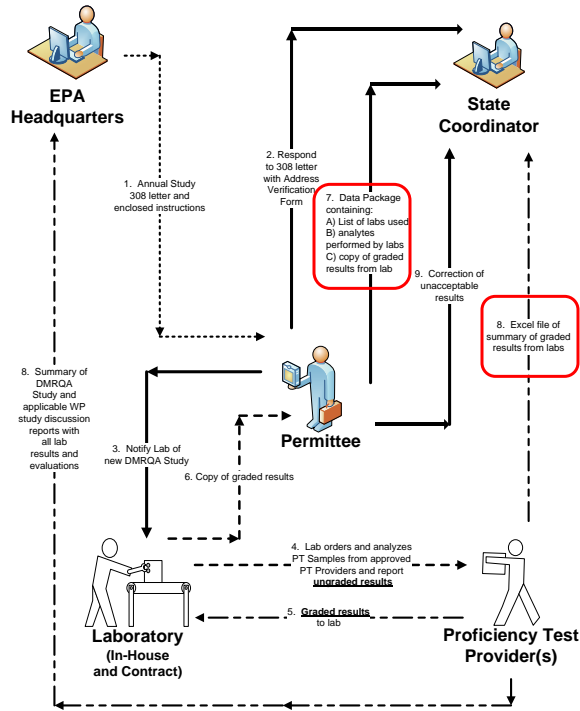 EPA
Headquarters
State
Coordinator
1. Annual Study
308 letter and
enclosed instructions
2. Respond
to 308 letter
with Address
Verification
Form
7. Data Package
containing:
A) List of labs used
B) analytes
performed by labs
C) copy of graded
results from lab
9. Correction of
unacceptable
results
8. Excel file of
summary of graded
results from labs
8. Summary of
DMRQA
Study and
applicable WP
study discussion
reports with
all lab
results and
evaluations
Permittee
3. Notify Lab of
new DMRQA Study
6. Copy of graded results
4. Lab orders and analyzes
PT Samples from approved
PT Providers and report
ungraded results
5. Graded results
to lab
Laboratory
(In-House
and Contract)
Proficiency Test
Provider(s)